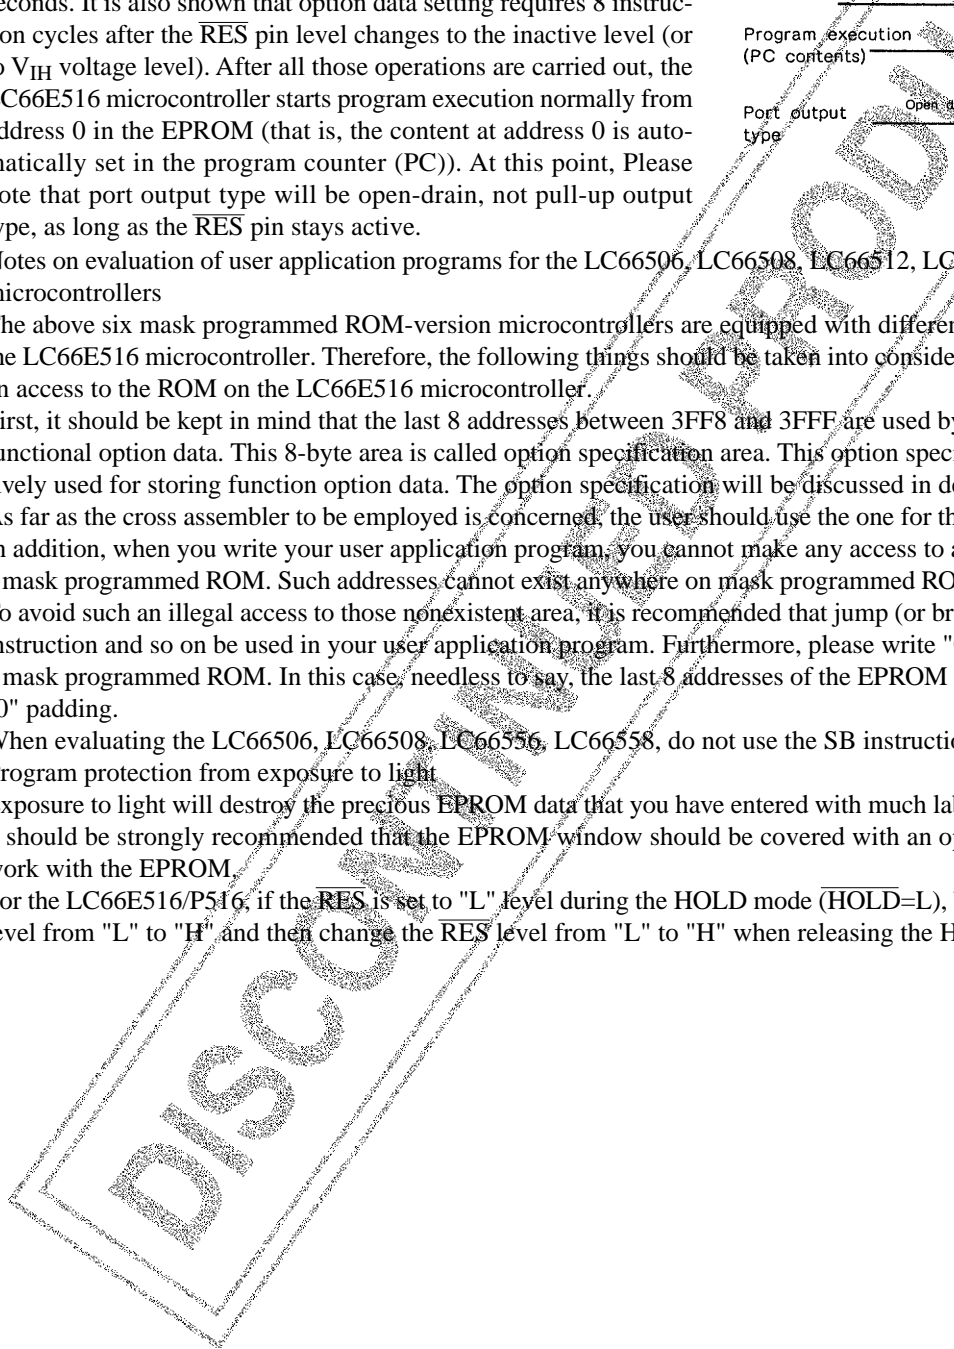 seconds. It is also shown that option data setting requires 8 instruc-
on cycles after the RES pin level changes to the inactive level (or
o VIH voltage level). After all those operations are carried out, the
C66E516 microcontroller starts program execution normally from
ddress 0 in the EPROM (that is, the content at address 0 is auto-
matically set in the program counter (PC)). At this point, Please
ote that port output type will be open-drain, not pull-up output
ype, as long as the RES pin stays active.
Program execution
(PC contents)
Port output
type
Open d
Notes on evaluation of user application programs for the LC66506, LC66508, LC66512, LC
microcontrollers
The above six mask programmed ROM-version microcontrollers are equipped with differen
he LC66E516 microcontroller. Therefore, the following things should be taken into conside
n access to the ROM on the LC66E516 microcontroller.
First, it should be kept in mind that the last 8 addresses between 3FF8 and 3FFF are used by
unctional option data. This 8-byte area is called option specification area. This option speci
ively used for storing function option data. The option specification will be discussed in de
As far as the cross assembler to be employed is concerned, the user should use the one for th
n addition, when you write your user application program, you cannot make any access to a
mask programmed ROM. Such addresses cannot exist anywhere on mask programmed RO
To avoid such an illegal access to those nonexistent area, it is recommended that jump (or br
nstruction and so on be used in your user application program. Furthermore, please write "
mask programmed ROM. In this case, needless to say, the last 8 addresses of the EPROM
0" padding.
When evaluating the LC66506, LC66508, LC66556, LC66558, do not use the SB instructio
rogram protection from exposure to light
exposure to light will destroy the precious EPROM data that you have entered with much lab
should be strongly recommended that the EPROM window should be covered with an op
work with the EPROM,
or the LC66E516/P516, if the RES is set to "L" level during the HOLD mode (HOLD=L),
evel from "L" to "H" and then change the RES level from "L" to "H" when releasing the H
DISCONTINUED PRODU